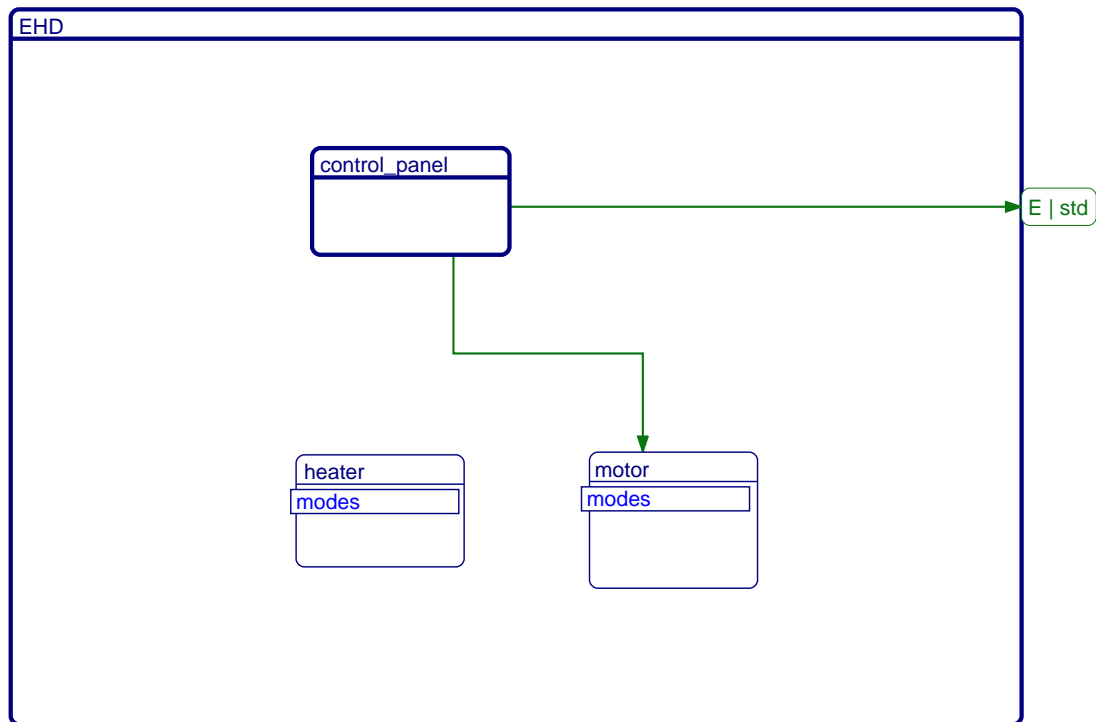 EHD
control_panel
E | std
heater
modes
motor
modes